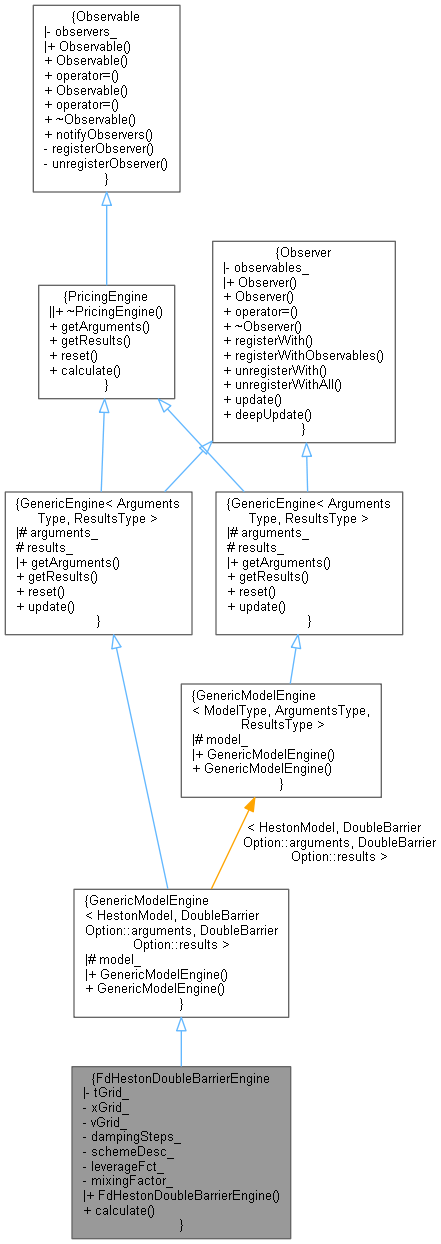 {Observable
|- observers_
|+ Observable()
+ Observable()
+ operator=()
+ Observable()
+ operator=()
+ ~Observable()
+ notifyObservers()
- registerObserver()
- unregisterObserver()
}
{Observer
|- observables_
|+ Observer()
+ Observer()
+ operator=()
+ ~Observer()
+ registerWith()
+ registerWithObservables()
+ unregisterWith()
+ unregisterWithAll()
+ update()
+ deepUpdate()
}
{PricingEngine
||+ ~PricingEngine()
+ getArguments()
+ getResults()
+ reset()
+ calculate()
}
{GenericEngine< Arguments
Type, ResultsType >
|# arguments_
# results_
|+ getArguments()
+ getResults()
+ reset()
+ update()
}
{GenericEngine< Arguments
Type, ResultsType >
|# arguments_
# results_
|+ getArguments()
+ getResults()
+ reset()
+ update()
}
{GenericModelEngine
< ModelType, ArgumentsType,
ResultsType >
|# model_
|+ GenericModelEngine()
+ GenericModelEngine()
}
< HestonModel, DoubleBarrier
Option::arguments, DoubleBarrier
Option::results >
{GenericModelEngine
< HestonModel, DoubleBarrier
Option::arguments, DoubleBarrier
Option::results >
|# model_
|+ GenericModelEngine()
+ GenericModelEngine()
}
{FdHestonDoubleBarrierEngine
|- tGrid_
- xGrid_
- vGrid_
- dampingSteps_
- schemeDesc_
- leverageFct_
- mixingFactor_
|+ FdHestonDoubleBarrierEngine()
+ calculate()
}